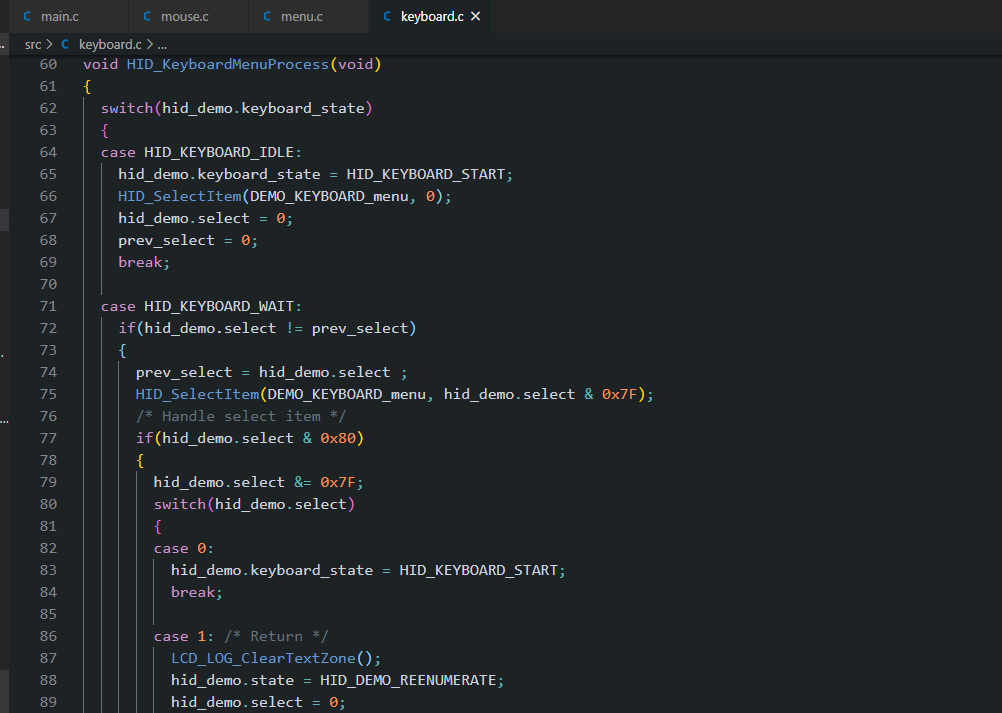 C main.c C mouse.c C menu.c C keyboard.c ×
src > C keyboard.c > ...
60 void HID_KeyboardMenuProcess(void)
61 {
62 switch(hid_demo.keyboard_state)
63 {
64 case HID_KEYBOARD_IDLE:
65 hid_demo.keyboard_state = HID_KEYBOARD_START;
66 HID_SelectItem(DEMO_KEYBOARD_menu, 0);
67 hid_demo.select = 0;
68 prev_select = 0;
69 break;
70
71 case HID_KEYBOARD_WAIT:
72 if(hid_demo.select != prev_select)
73 {
74 prev_select = hid_demo.select ;
75 HID_SelectItem(DEMO_KEYBOARD_menu, hid_demo.select & 0x7F);
76 /* Handle select item */
77 if(hid_demo.select & 0x80)
78 {
79 hid_demo.select &= 0x7F;
80 switch(hid_demo.select)
81 {
82 case 0:
83 hid_demo.keyboard_state = HID_KEYBOARD_START;
84 break;
85
86 case 1: /* Return */
87 LCD_LOG_ClearTextZone();
88 hid_demo.state = HID_DEMO_REENUMERATE;
89 hid_demo.select = 0;